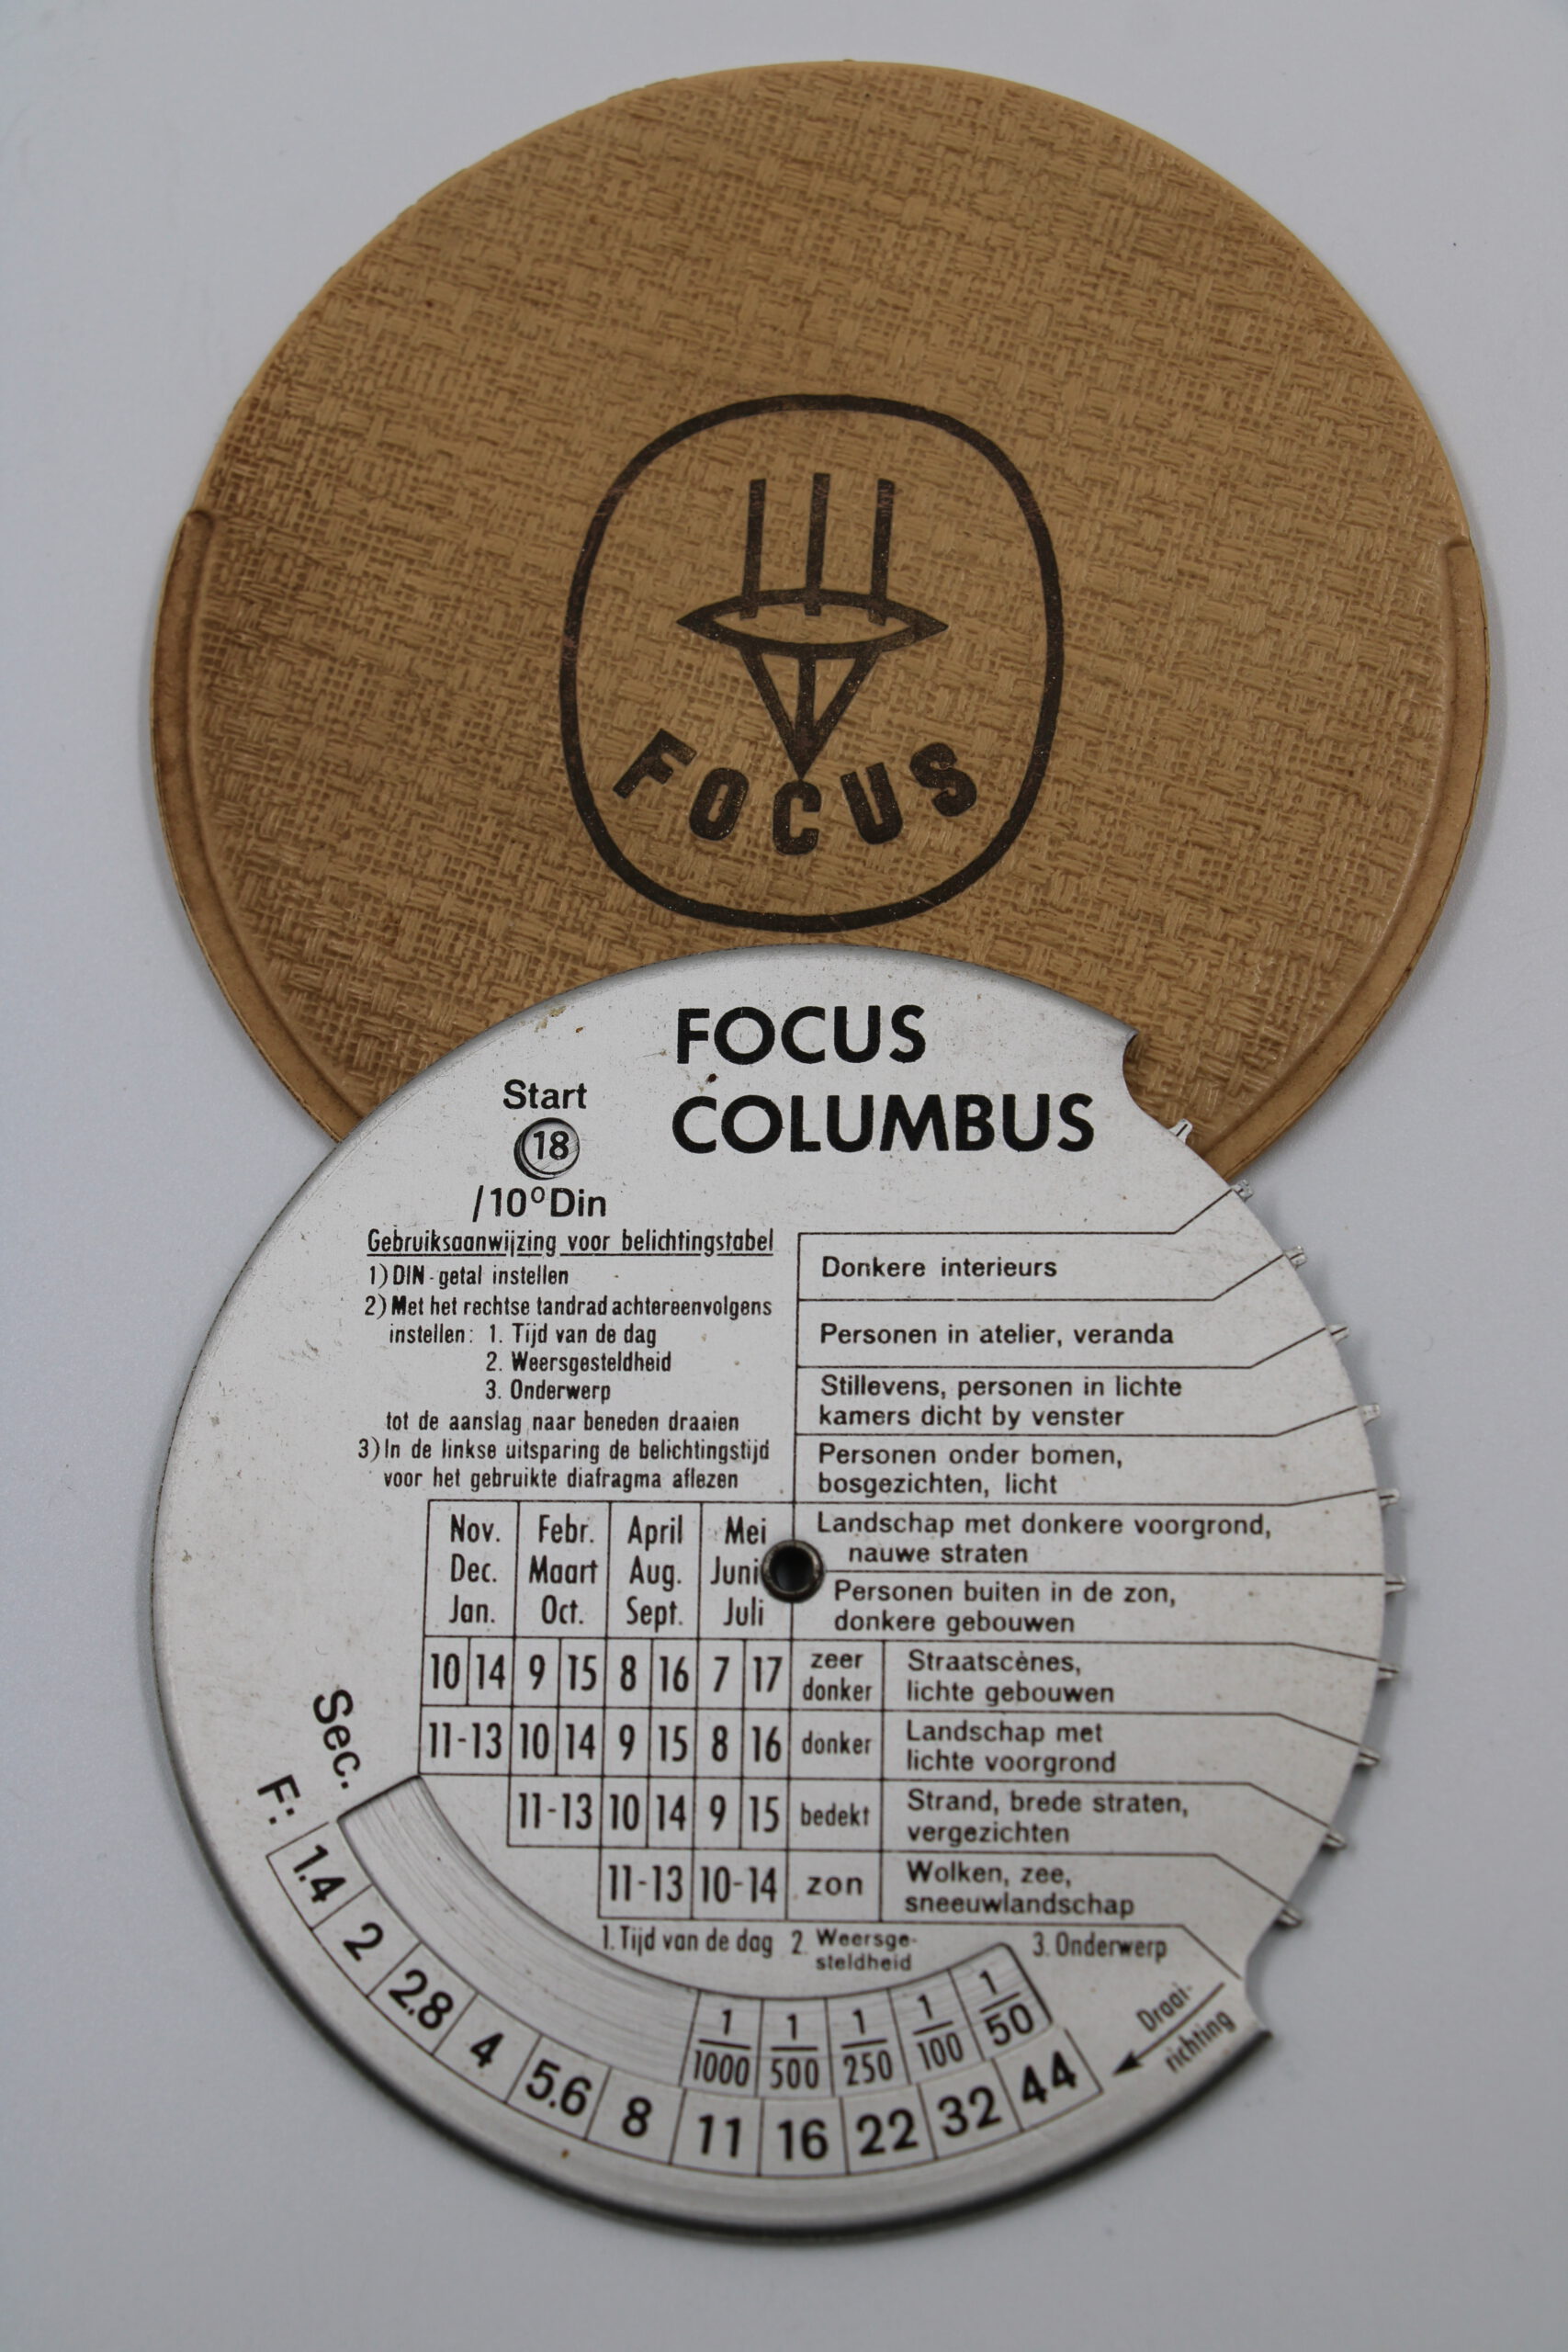 FOCUS
FOCUS
COLUMBUS
Start
18
/10° Din
Gebruiksaanwijzing voor belichtingstabel
1) DIN-getal instellen
2) Met het rechtse tandrad achtereenvolgens
instellen: 1. Tijd van de dag
2. Weersgesteldheid
3. Onderwerp
tot de aanslag naar beneden draaien
3) In de linkse uitsparing de belichtingstijd
voor het gebruikte diafragma aflezen
Donkere interieurs
Personen in atelier, veranda
Stillevens, personen in lichte
kamers dicht by venster
Personen onder bomen,
bosgezichten, licht
Landschap met donkere voorgrond,
nauwe straten
Personen buiten in de zon,
donkere gebouwen
Nov. Febr. April Mei
Dec. Maart Aug. Juni
Jan. Oct. Sept. Juli
10 14 9 15 8 16 7 17 zeer donker
Straatscènes,
lichte gebouwen
11-13 10 14 9 15 8 16 donker
Landschap met
lichte voorgrond
11-13 10 14 9 15 bedekt
Strand, brede straten,
vergezichten
11-13 10-14 zon
Wolken, zee,
sneeuwlandschap
1. Tijd van de dag 2. Weersge-
steldheid
3. Onderwerp
Draai-
richting
Sec.
1/1000 1/500 1/250 1/100 1/50
F: 1.4 2 2.8 4 5.6 8 11 16 22 32 44